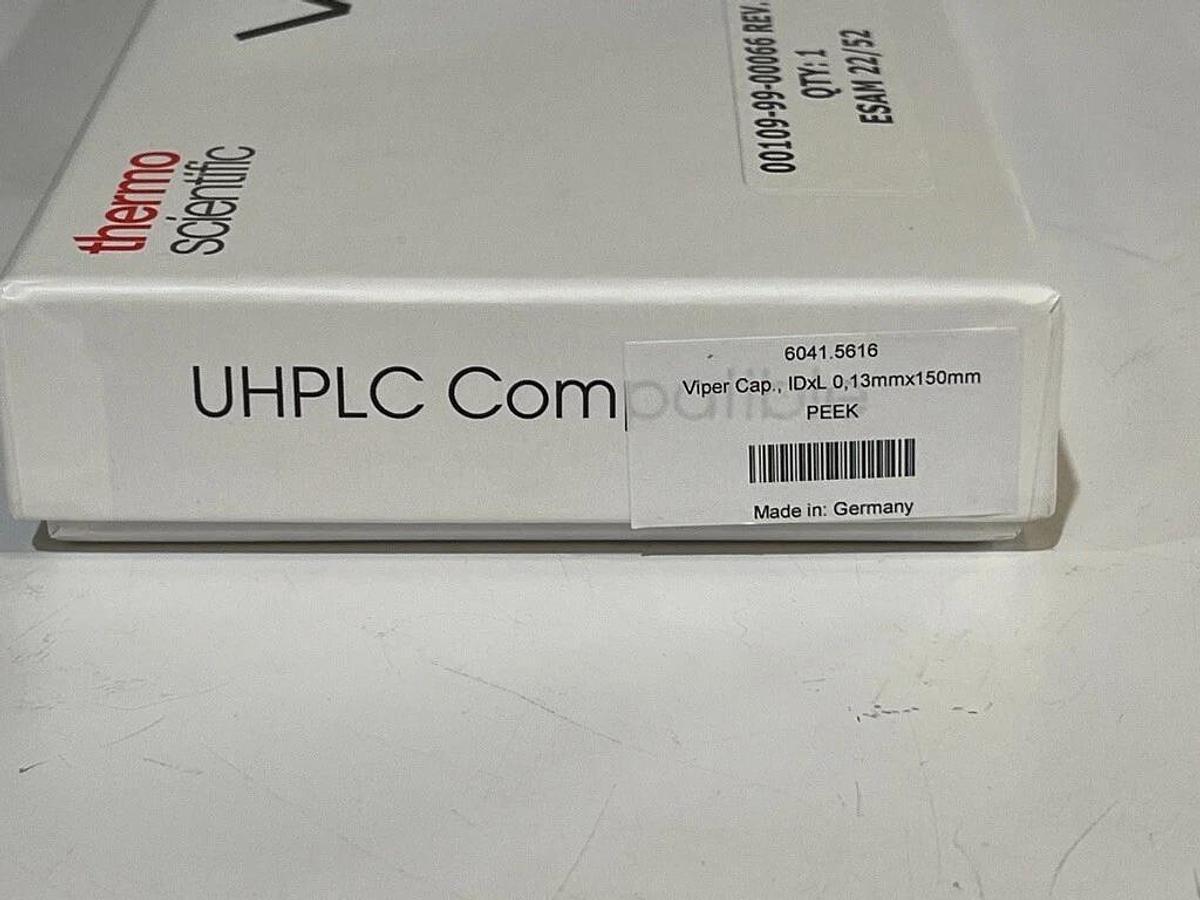 thermo
scientific
V
00109-99-00066 REV.
QTY: 1
ESAM 22/52
UHPLC Compatible
6041.5616
Viper Cap., IDxL 0,13mmx150mm
PEEK
Made in: Germany